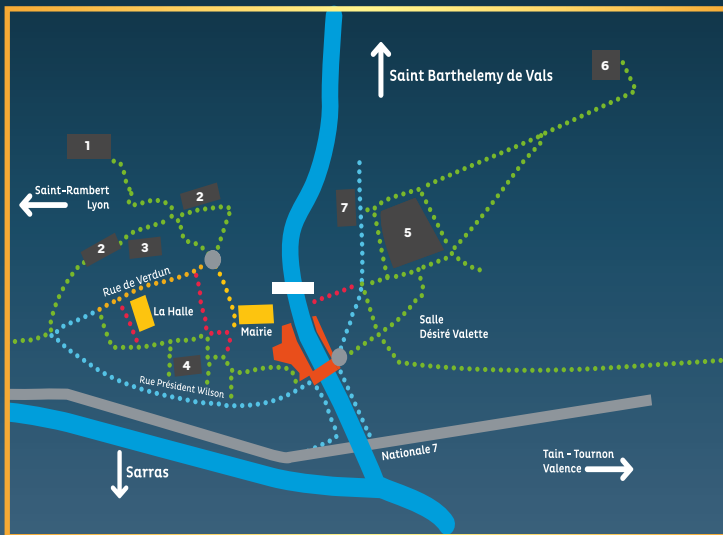 Saint Barthelemy de Vals
6
1
Saint-Rambert
Lyon
2
7
2
3
5
Rue de Verdun
La Halle
Mairie
Salle
Désiré Valette
4
Rue Président Wilson
Nationale 7
Tain - Tournon
Valence
Sarras